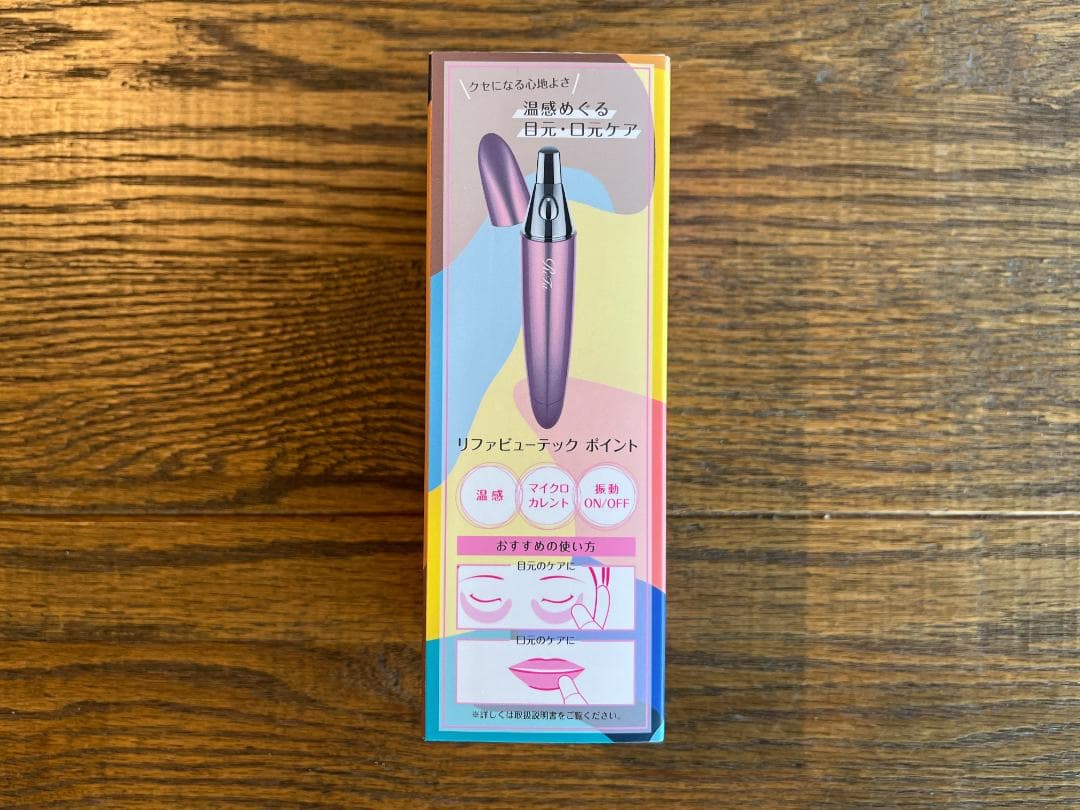 クセになる心地よさ
温感めぐる
目元・口元ケア
ReFa
リファビューテック ポイント
温感
マイクロ
カレント
振動
ON/OFF
おすすめの使い方
目元のケアに
口元のケアに
※詳しくは取扱説明書をご覧ください。